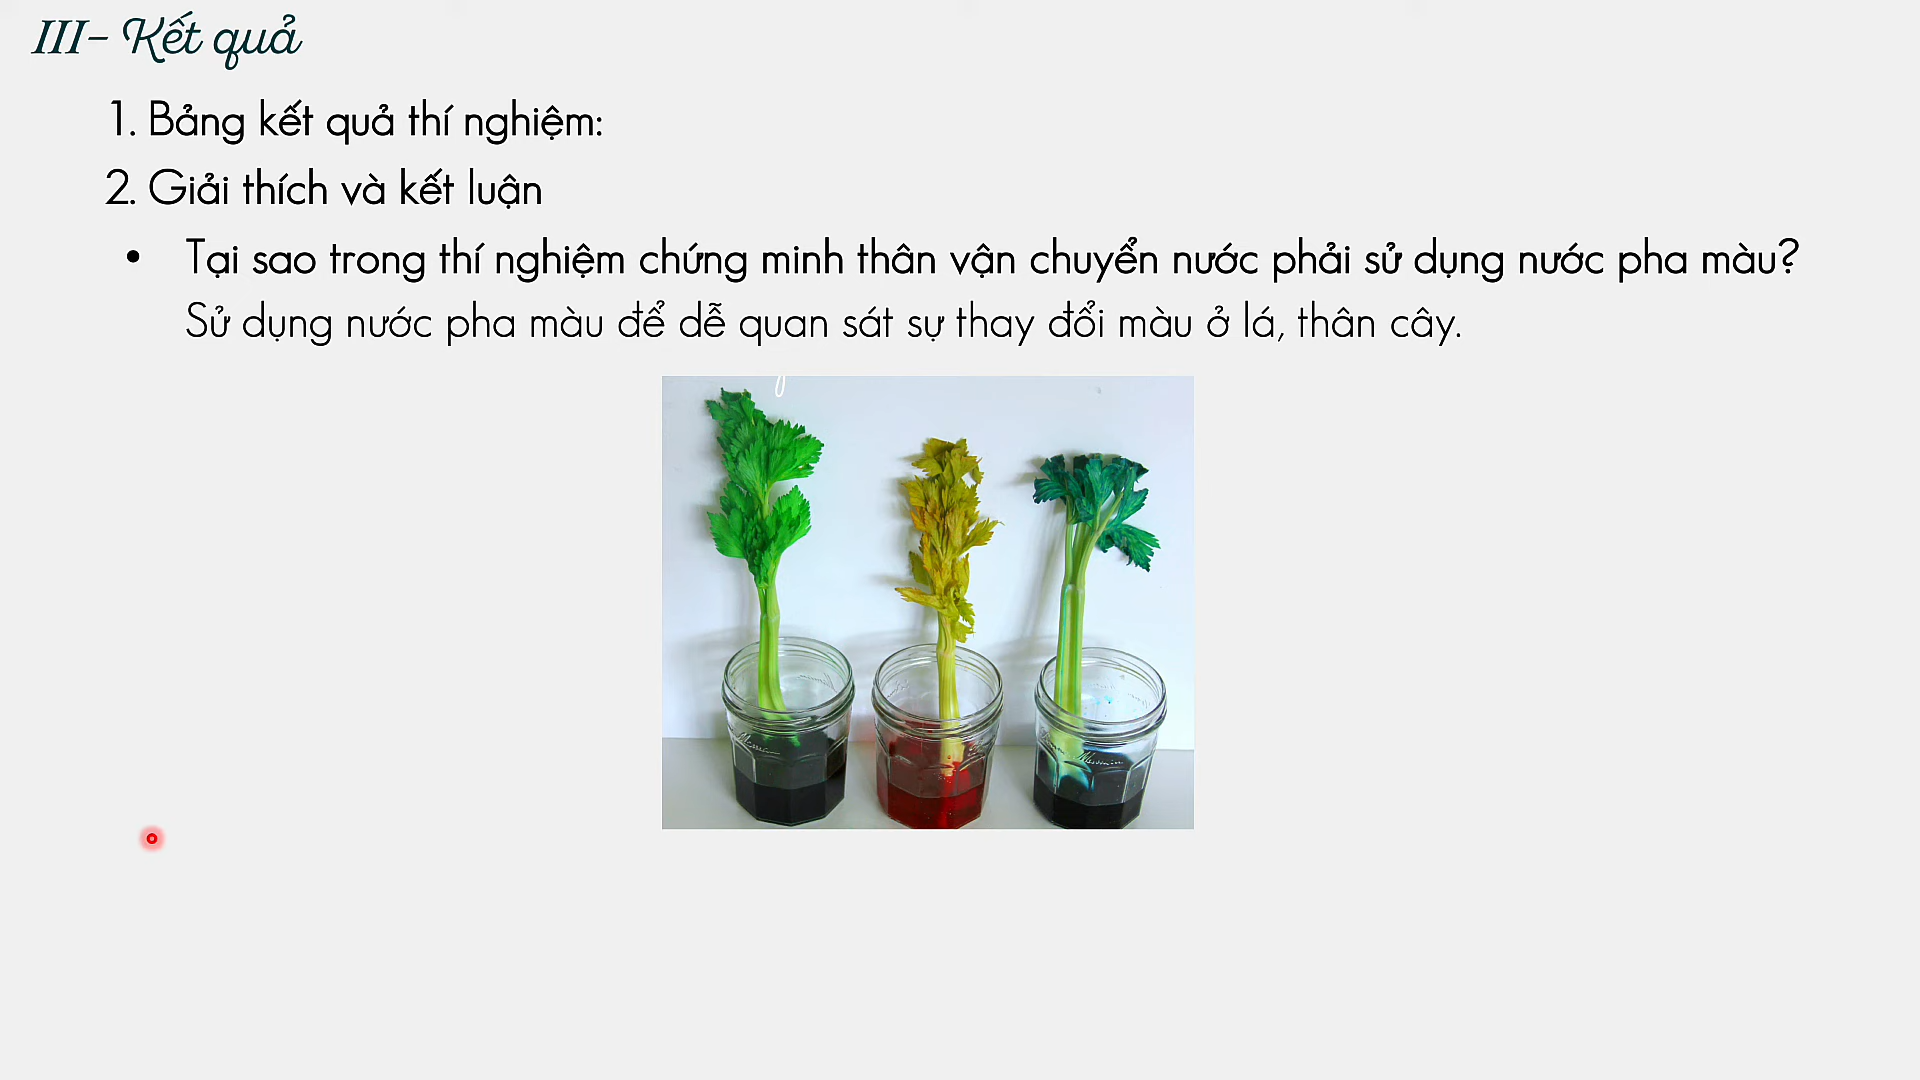 III- Kết quả
1. Bảng kết quả thí nghiệm:
2. Giải thích và kết luận
• Tại sao trong thí nghiệm chứng minh thân vận chuyển nước phải sử dụng nước pha màu?
Sử dụng nước pha màu để dễ quan sát sự thay đổi màu ở lá, thân cây.